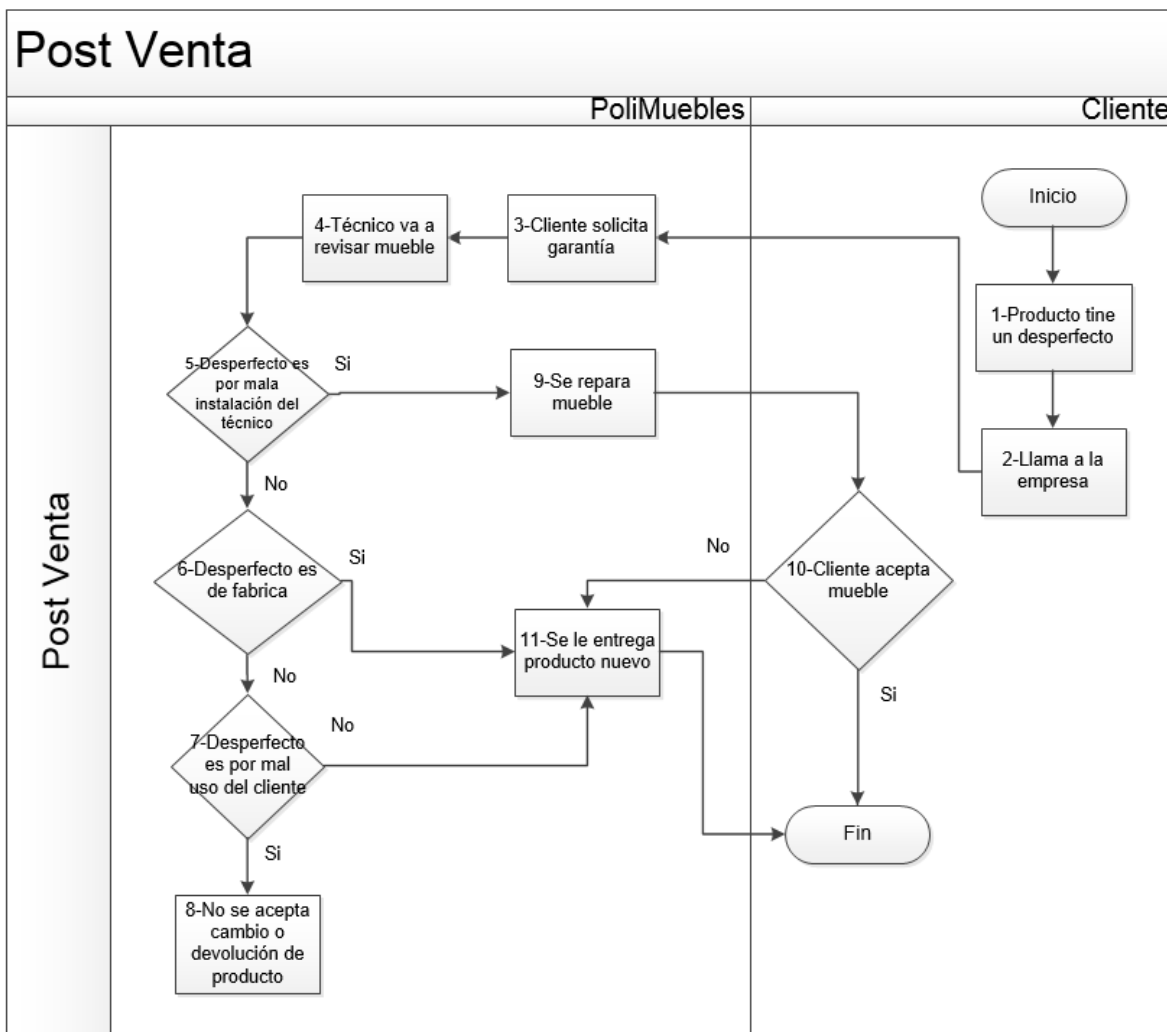 Post Venta
PoliMuebles
Cliente
Post Venta
Inicio
1-Producto tine
un desperfecto
2-Llama a la
empresa
3-Cliente solicita
garantía
4-Técnico va a
revisar mueble
5-Desperfecto es
por mala
instalación del
técnico
Si
No
9-Se repara
mueble
6-Desperfecto es
de fabrica
Si
No
10-Cliente acepta
mueble
No
Si
11-Se le entrega
producto nuevo
7-Desperfecto
es por mal
uso del cliente
No
Si
8-No se acepta
cambio o
devolución de
producto
Fin